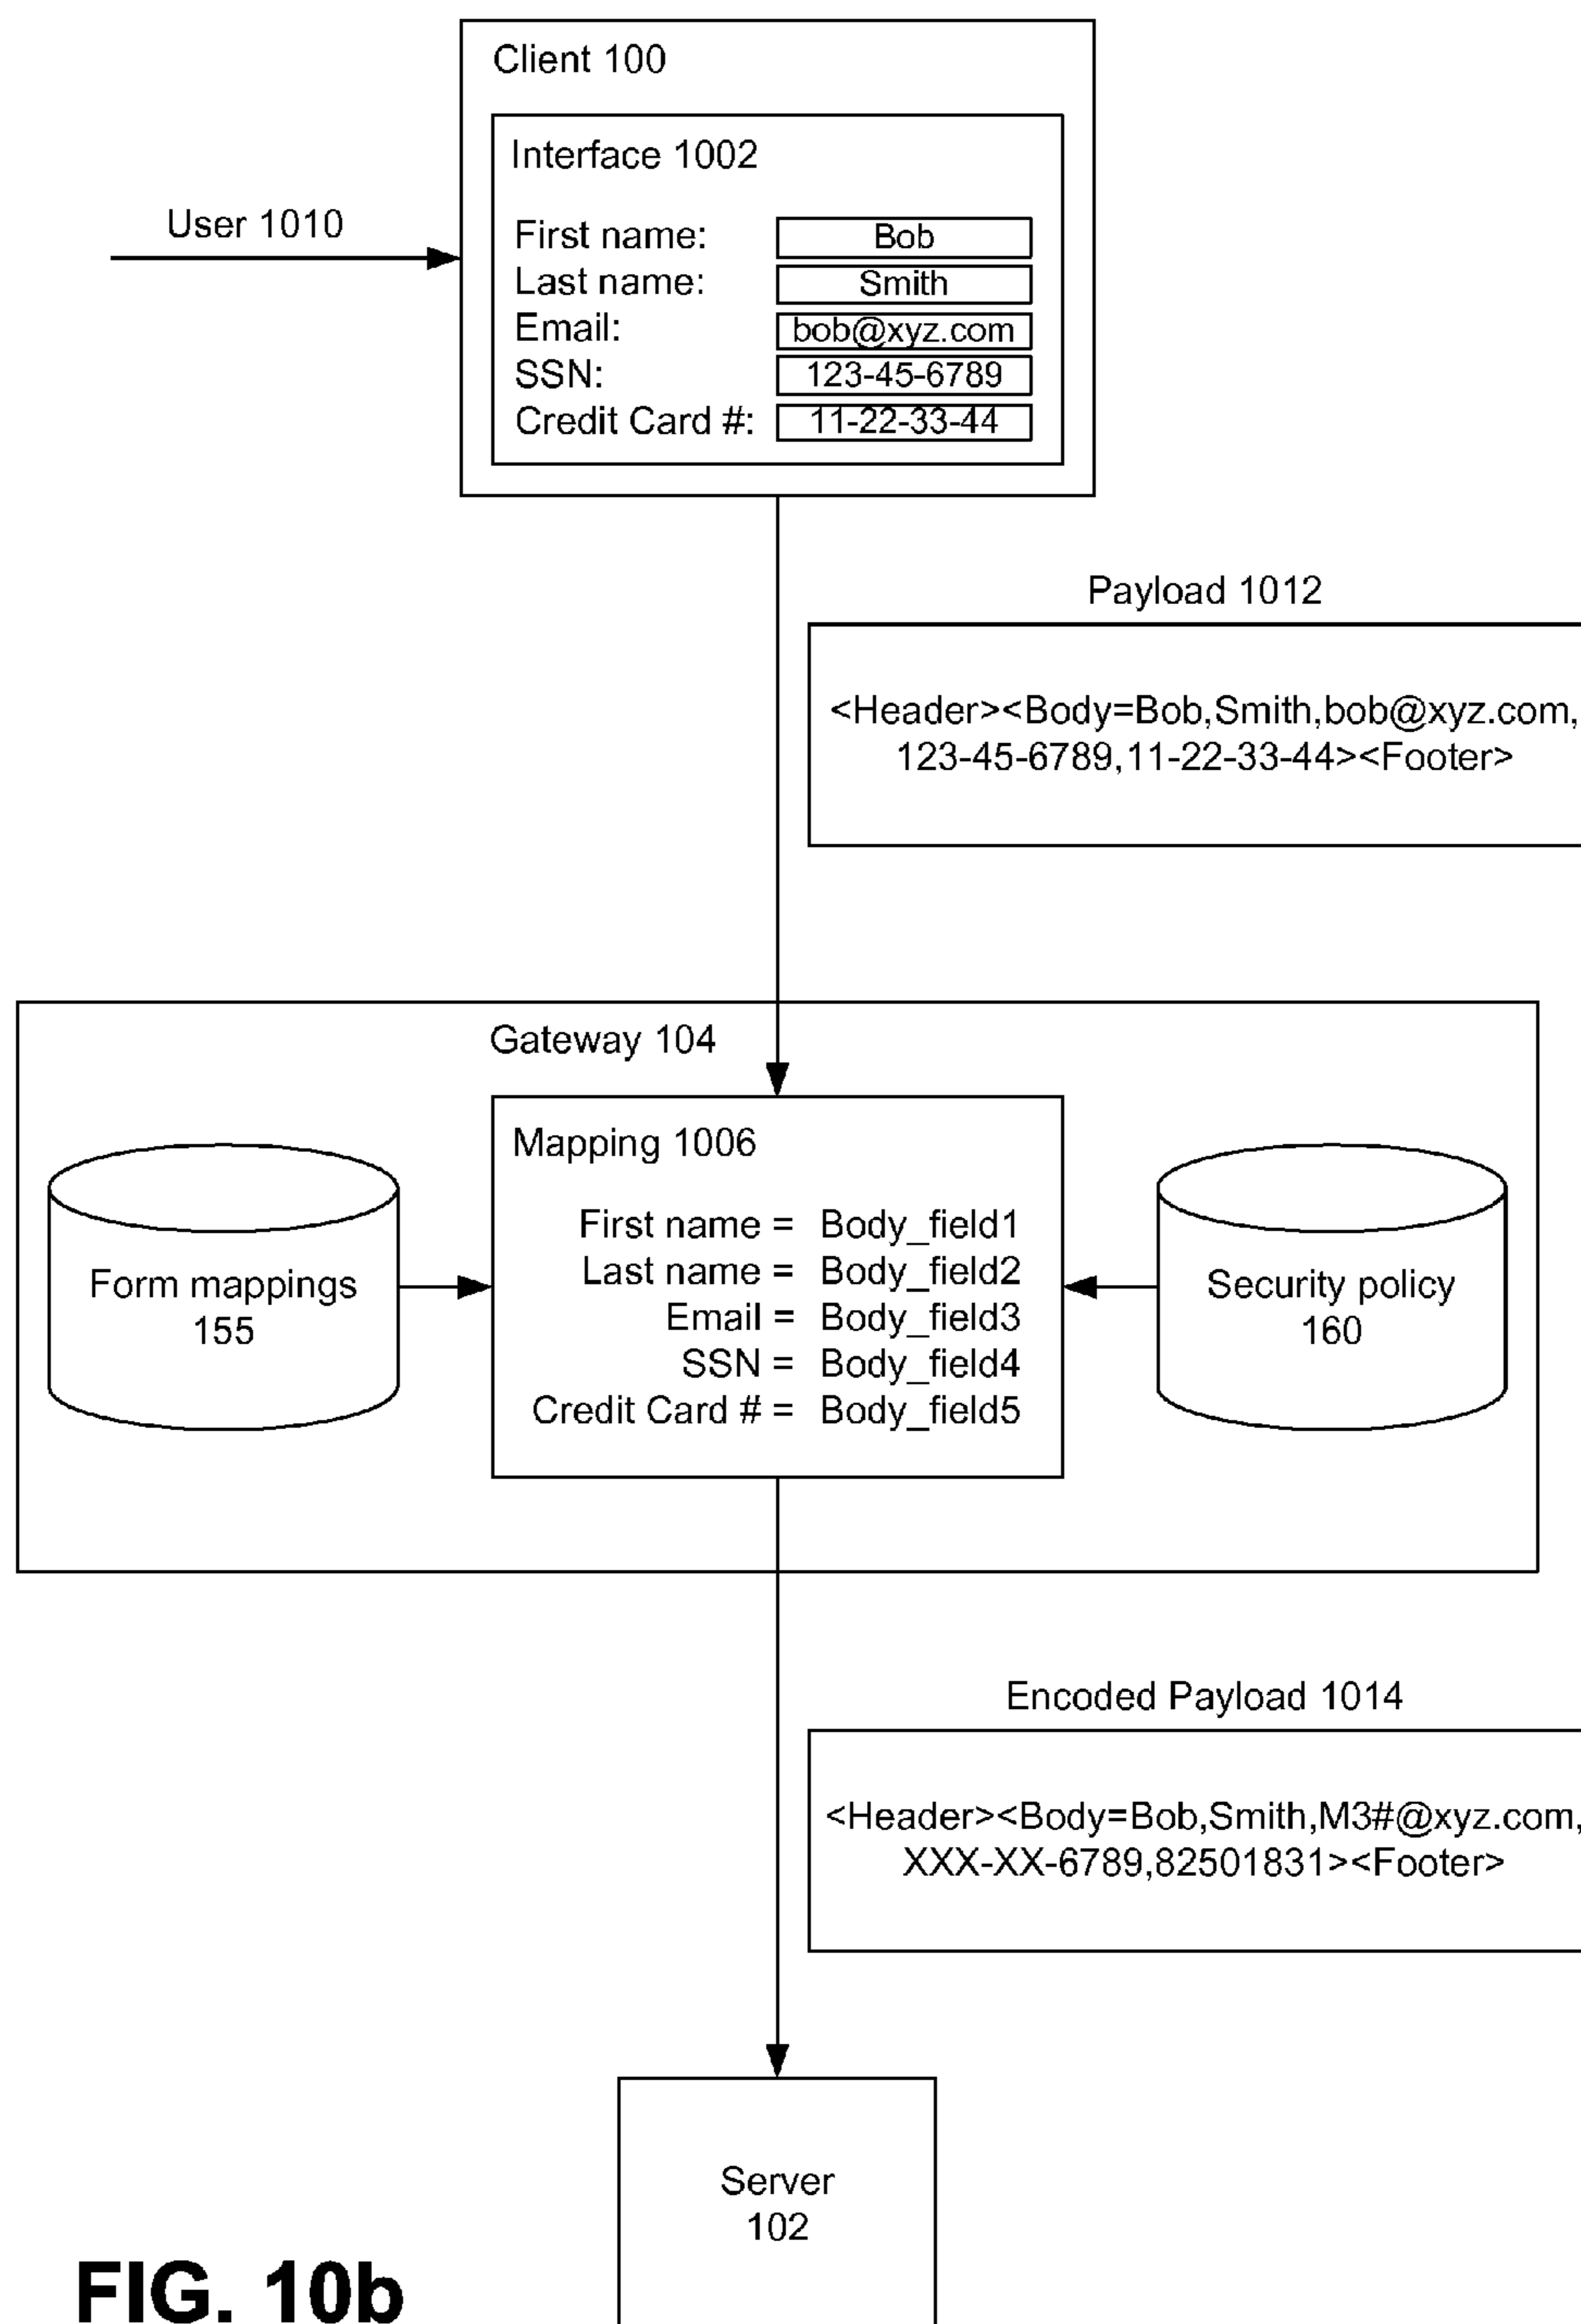 Client 100
Interface 1002
User 1010
First name: Bob
Last name: Smith
Email: bob@xyz.com
SSN: 123-45-6789
Credit Card #: 11-22-33-44
Payload 1012
<Header><Body=Bob,Smith,bob@xyz.com,
123-45-6789,11-22-33-44><Footer>
Gateway 104
Mapping 1006
First name = Body_field1
Last name = Body_field2
Email = Body_field3
SSN = Body_field4
Credit Card # = Body_field5
Form mappings
155
Security policy
160
Encoded Payload 1014
<Header><Body=Bob,Smith,M3#@xyz.com,
XXX-XX-6789,82501831><Footer>
Server
102
FIG. 10b